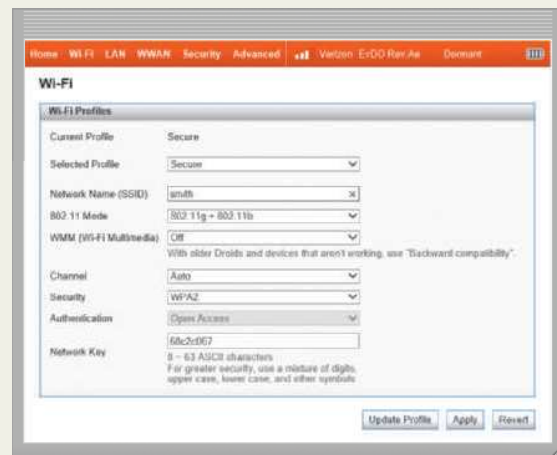 Home Wi-Fi LAN WWAN Security Advanced Verizon EvDO Rev Ae Dormant
Wi-Fi
Wi-Fi Profiles
Current Profile Secure
Selected Profile Secure
Network Name (SSID) smith
802.11 Mode 802.11g + 802.11b
WMM (Wi-Fi Multimedia) Off
With older Droids and devices that aren't working, use "Backward compatibility".
Channel Auto
Security WPA2
Authentication Open Access
Network Key 68c2c067
8 - 63 ASCII characters
For greater security, use a mixture of digits,
upper case, lower case, and other symbols
Update Profile Apply Revert